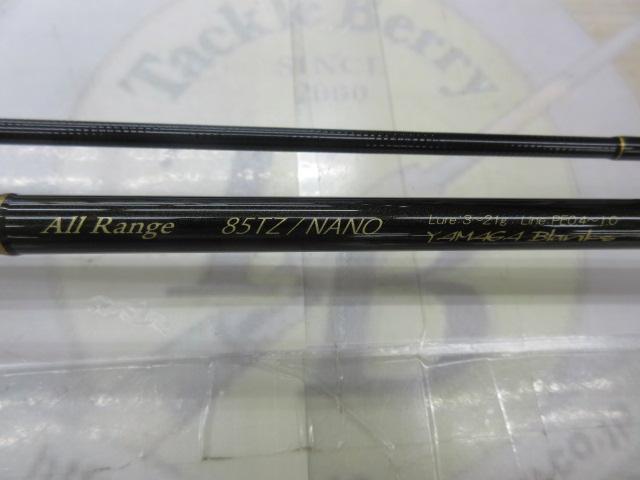 Tackle Berry
SINCE
2000
All Range 85TZ/NANO Lure:3~21g Line:PE0.4~1.0
YAMAGA Blanks